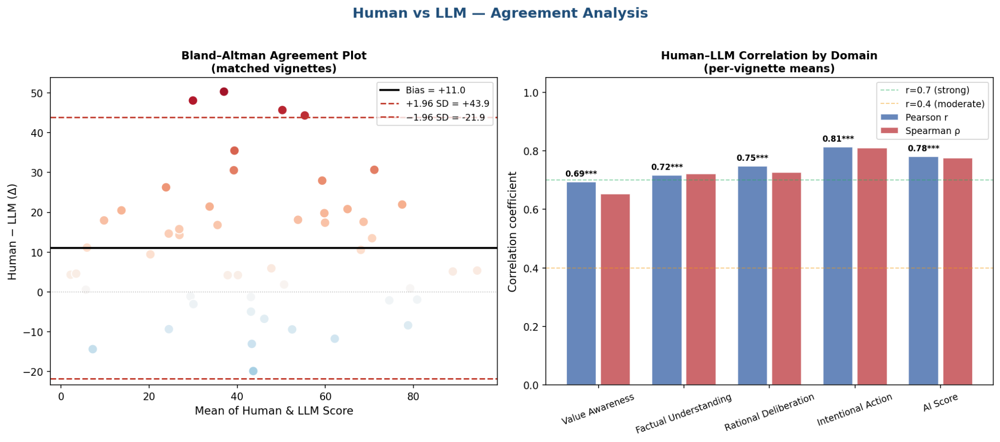 Human vs LLM — Agreement Analysis
Bland–Altman Agreement Plot
(matched vignettes)
Human − LLM (Δ)
50
40
30
20
10
0
−10
−20
Bias = +11.0
+1.96 SD = +43.9
−1.96 SD = -21.9
0
20
40
60
80
Mean of Human & LLM Score
Human–LLM Correlation by Domain
(per-vignette means)
Correlation coefficient
1.0
0.8
0.6
0.4
0.2
0.0
r=0.7 (strong)
r=0.4 (moderate)
Pearson r
Spearman ρ
0.69***
0.72***
0.75***
0.81***
0.78***
Value Awareness
Factual Understanding
Rational Deliberation
Intentional Action
AI Score